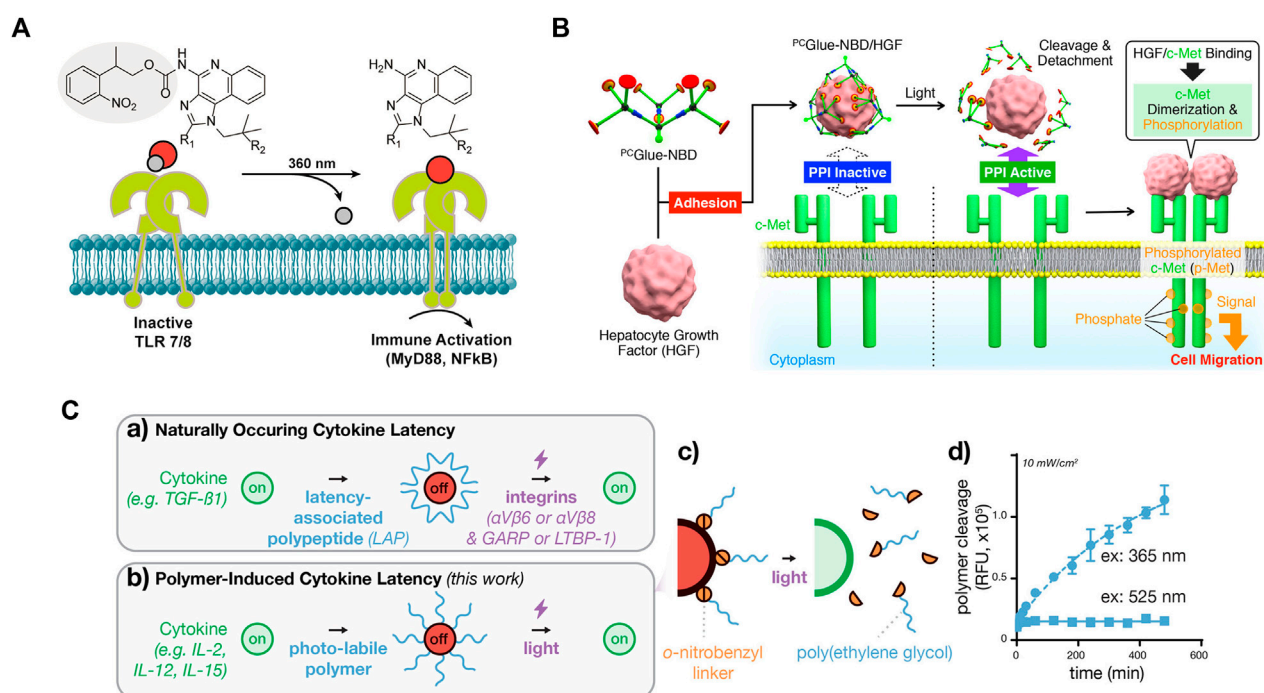 A
H
N
O
O
NO₂
N
N
N
R₁
R₂
H₂N
N
N
N
R₁
R₂
360 nm
Inactive
TLR 7/8
Immune Activation
(MyD88, NFkB)
B
PCGlue-NBD
Adhesion
Hepatocyte Growth
Factor (HGF)
PCGlue-NBD/HGF
Light
Cleavage &
Detachment
HGF/c-Met Binding
c-Met
Dimerization &
Phosphorylation
PPI Inactive
PPI Active
c-Met
Phosphorylated
c-Met (p-Met)
Phosphate
Signal
Cell Migration
Cytoplasm
C
a) Naturally Occuring Cytokine Latency
Cytokine
(e.g. TGF-ß1)
on
latency-
associated
polypeptide (LAP)
off
integrins
(αVβ6 or αVβ8
& GARP or LTBP-1)
on
b) Polymer-Induced Cytokine Latency (this work)
Cytokine
(e.g. IL-2,
IL-12, IL-15)
on
photo-labile
polymer
off
light
on
c)
light
o-nitrobenzyl
linker
poly(ethylene glycol)
d)
10 mW/cm²
polymer cleavage
(RFU, x10⁵)
1.0
0.5
0
ex: 365 nm
ex: 525 nm
0
200
400
600
time (min)